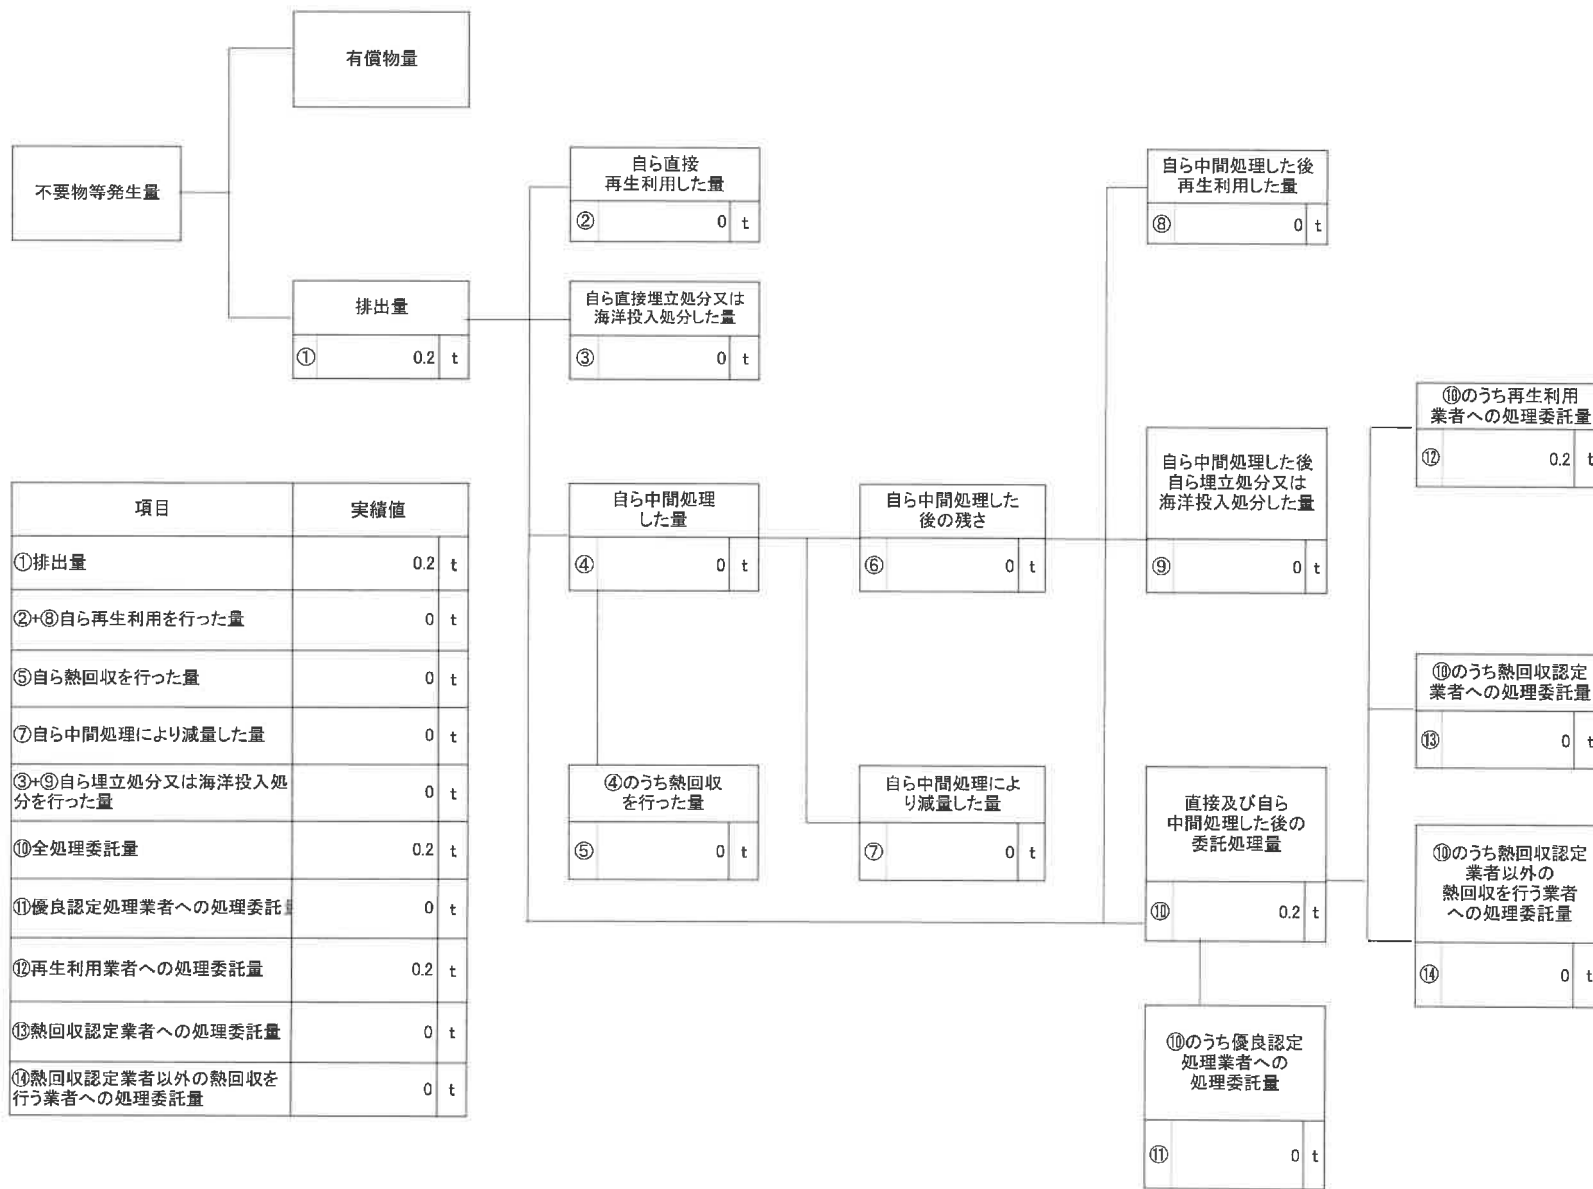 有償物量
不要物等発生量
排出量
① 0.2 t
自ら直接
再生利用した量
② 0 t
自ら直接埋立処分又は
海洋投入処分した量
③ 0 t
自ら中間処理
した量
④ 0 t
④のうち熱回収
を行った量
⑤ 0 t
自ら中間処理した
後の残さ
⑥ 0 t
自ら中間処理によ
り減量した量
⑦ 0 t
自ら中間処理した後
再生利用した量
⑧ 0 t
自ら中間処理した後
自ら埋立処分又は
海洋投入処分した量
⑨ 0 t
直接及び自ら
中間処理した後の
委託処理量
⑩ 0.2 t
⑩のうち優良認定
処理業者への
処理委託量
⑪ 0 t
⑩のうち再生利用
業者への処理委託量
⑫ 0.2 t
⑩のうち熱回収認定
業者への処理委託量
⑬ 0 t
⑩のうち熱回収認定
業者以外の
熱回収を行う業者
への処理委託量
⑭ 0 t
項目 実績値
①排出量 0.2 t
②+⑧自ら再生利用を行った量 0 t
⑤自ら熱回収を行った量 0 t
⑦自ら中間処理により減量した量 0 t
③+⑨自ら埋立処分又は海洋投入処
分を行った量 0 t
⑩全処理委託量 0.2 t
⑪優良認定処理業者への処理委託 0 t
⑫再生利用業者への処理委託量 0.2 t
⑬熱回収認定業者への処理委託量 0 t
⑭熱回収認定業者以外の熱回収を
行う業者への処理委託量 0 t